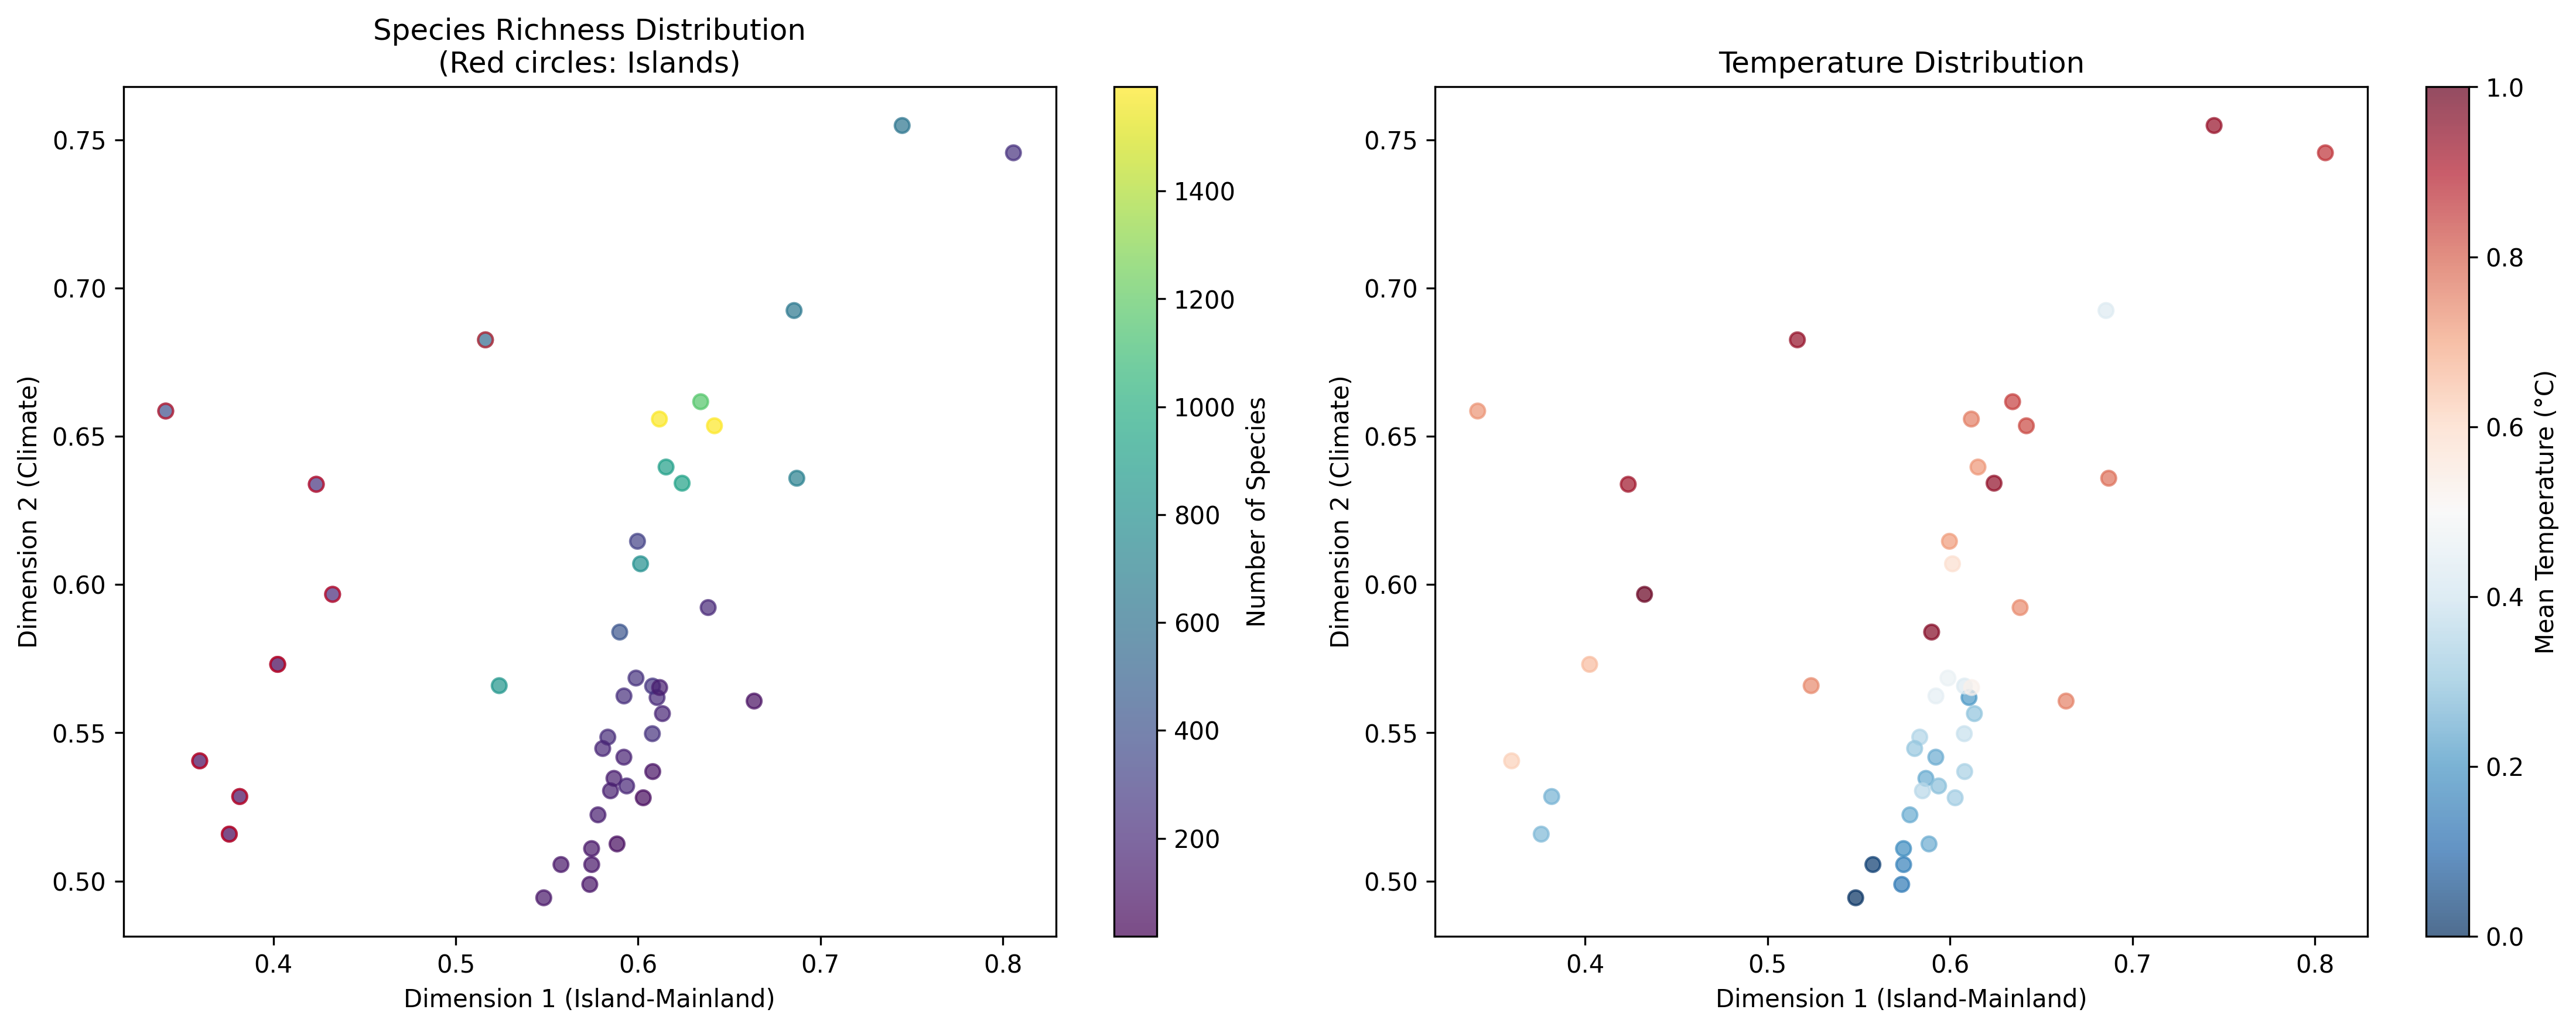 Species Richness Distribution
(Red circles: Islands)
0.75
0.70
0.65
0.60
0.55
0.50
Dimension 2 (Climate)
0.4 0.5 0.6 0.7 0.8
Dimension 1 (Island-Mainland)
1400
1200
1000
800
600
400
200
Number of Species
Temperature Distribution
0.75
0.70
0.65
0.60
0.55
0.50
Dimension 2 (Climate)
0.4 0.5 0.6 0.7 0.8
Dimension 1 (Island-Mainland)
1.0
0.8
0.6
0.4
0.2
0.0
Mean Temperature (°C)